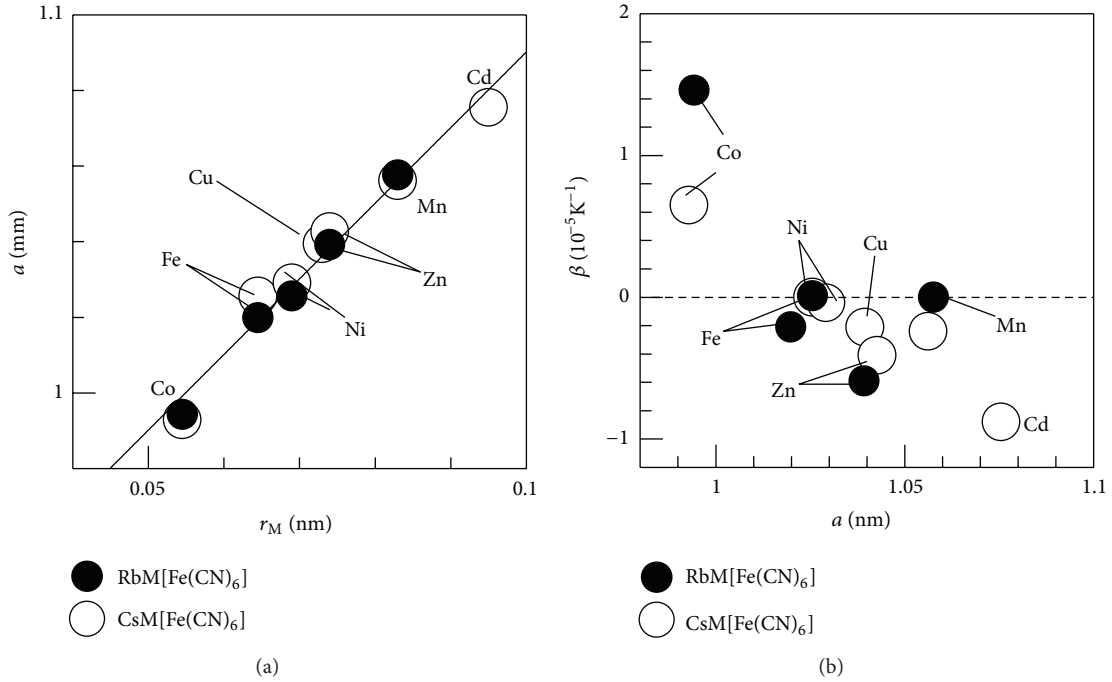 1.1
1
a (mm)
Cd
Cu
Mn
Fe
Zn
Ni
Co
0.05
0.1
r_M (nm)
RbM[Fe(CN)₆]
CsM[Fe(CN)₆]
(a)
2
1
0
−1
β (10⁻⁵K⁻¹)
Co
Ni
Cu
Fe
Mn
Zn
Cd
1
1.05
1.1
a (nm)
RbM[Fe(CN)₆]
CsM[Fe(CN)₆]
(b)